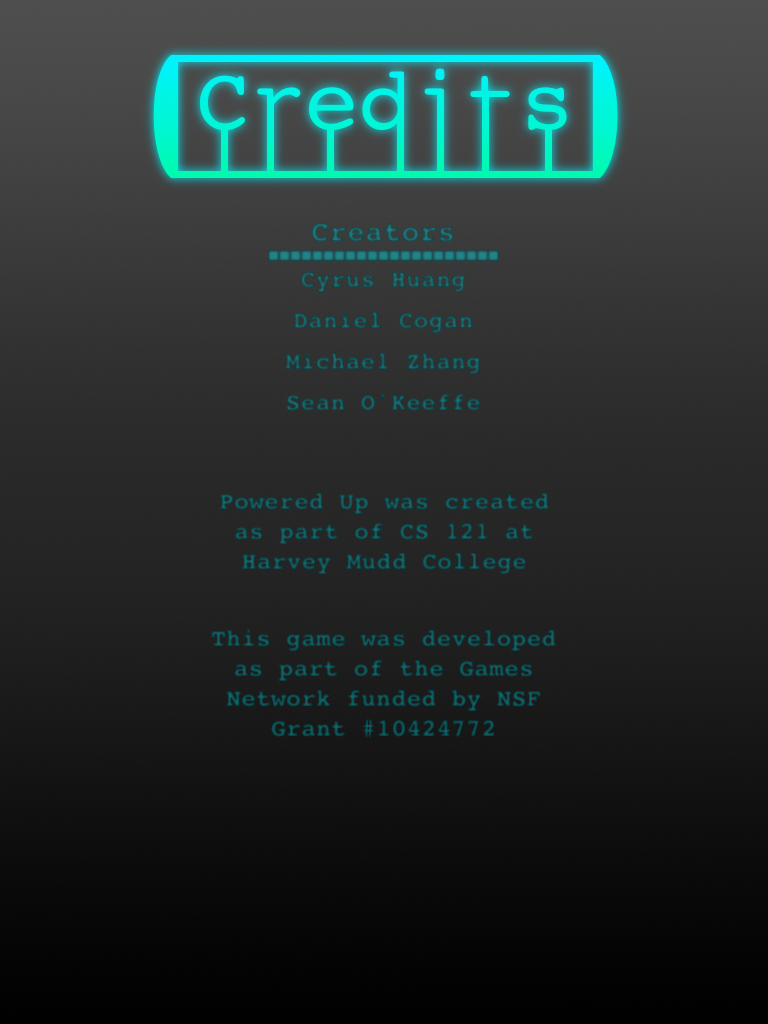 Credits
Creators
Cyrus Huang
Daniel Cogan
Michael Zhang
Sean O`Keeffe
Powered Up was created
as part of CS 121 at
Harvey Mudd College
This game was developed
as part of the Games
Network funded by NSF
Grant #10424772